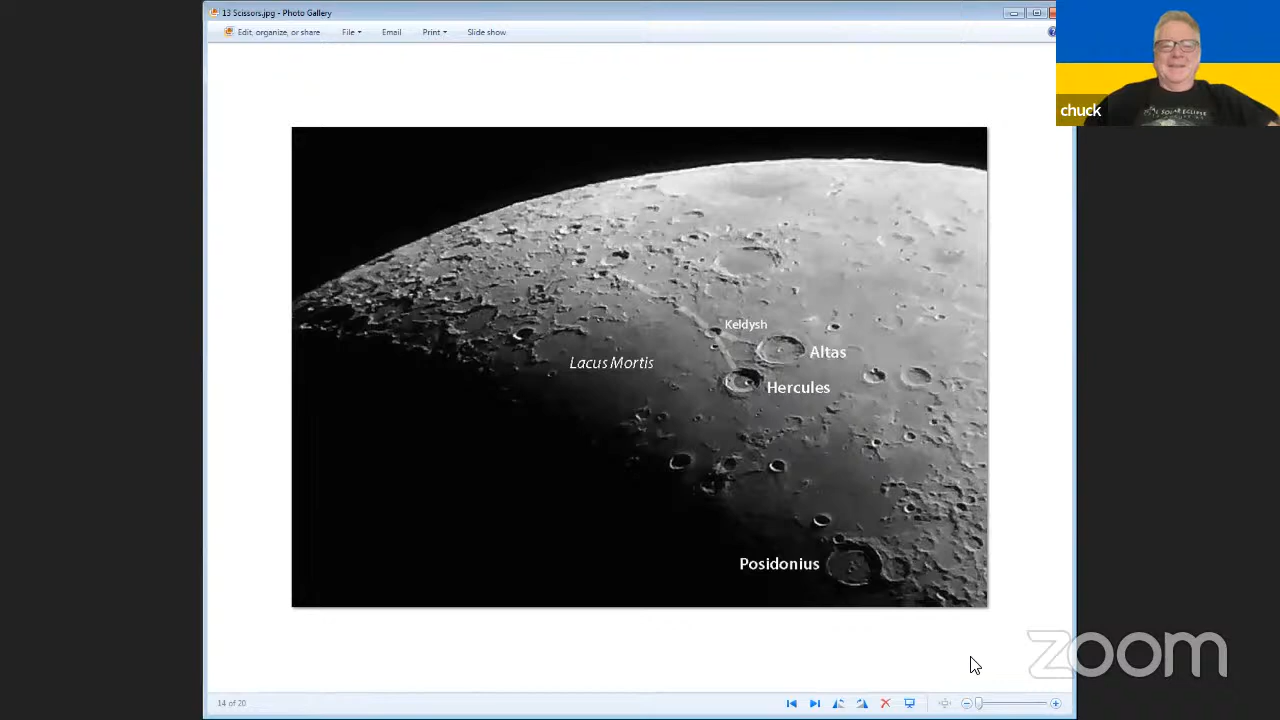 13 Scissors.jpg - Photo Gallery
Edit, organize, or share File Email Print Slide show
chuck
Keldysh
Altas
Lacus Mortis
Hercules
Posidonius
zoom
14 of 20